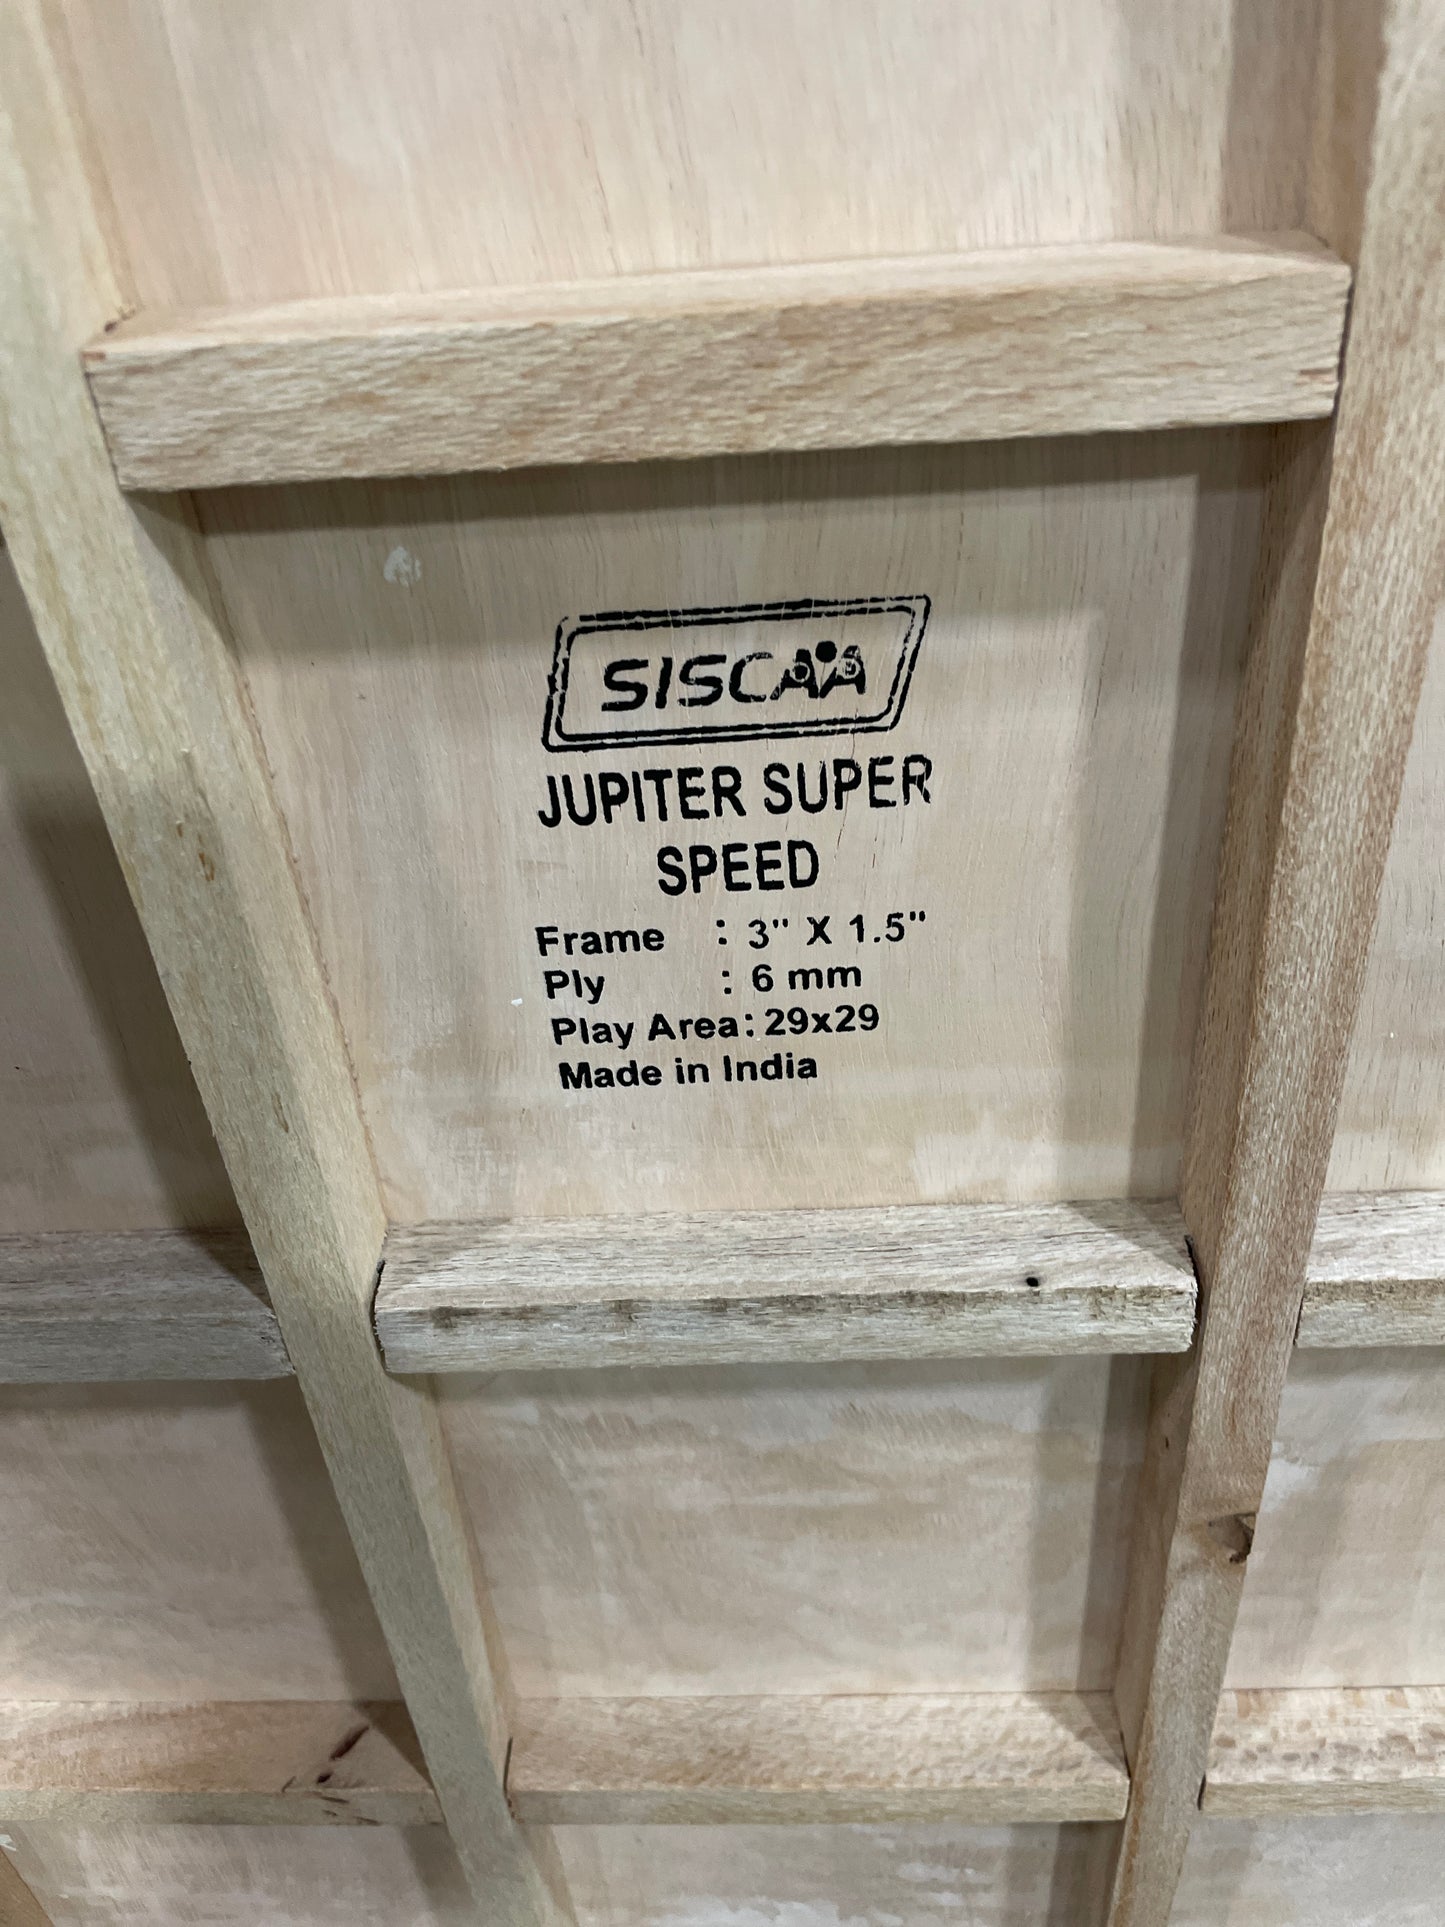 SISCAA
JUPITER SUPER
SPEED
Frame : 3" X 1.5"
Ply : 6 mm
Play Area: 29x29
Made in India